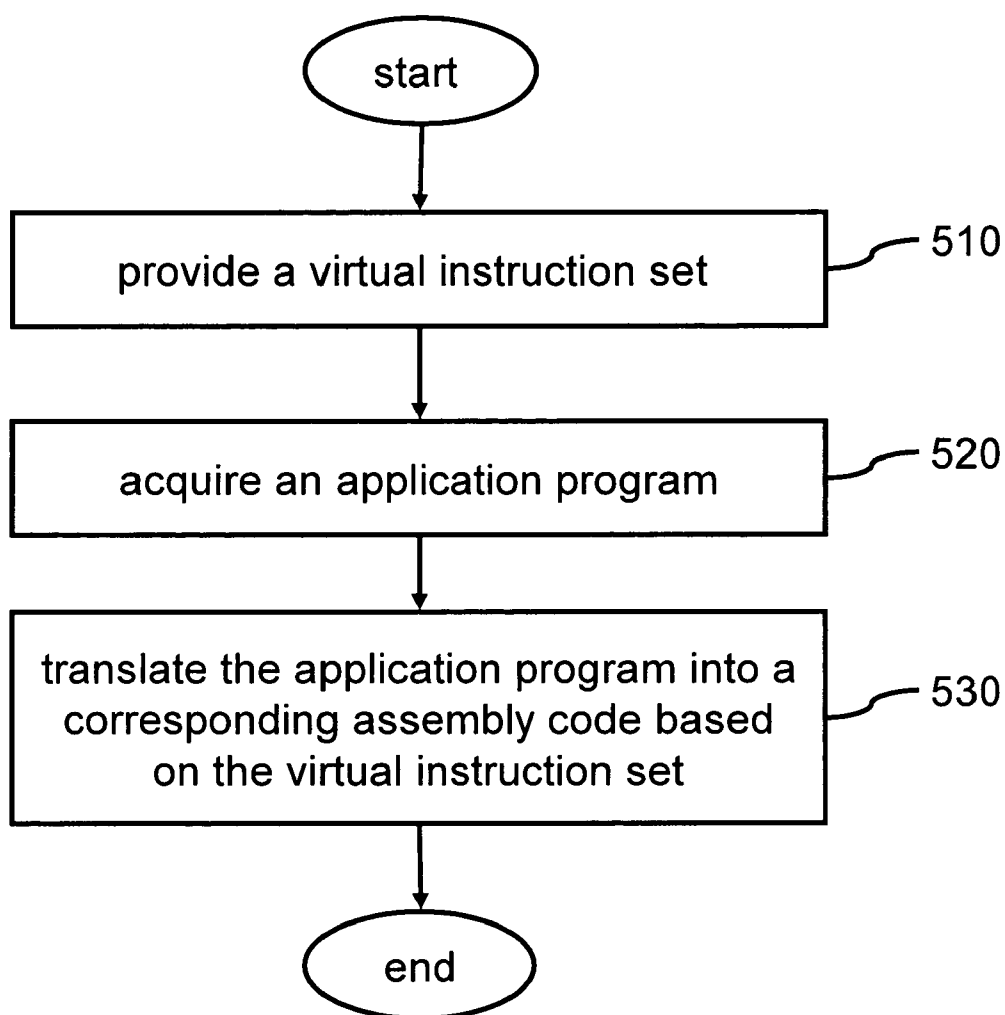 start
provide a virtual instruction set
510
acquire an application program
520
translate the application program into a
corresponding assembly code based
on the virtual instruction set
530
end